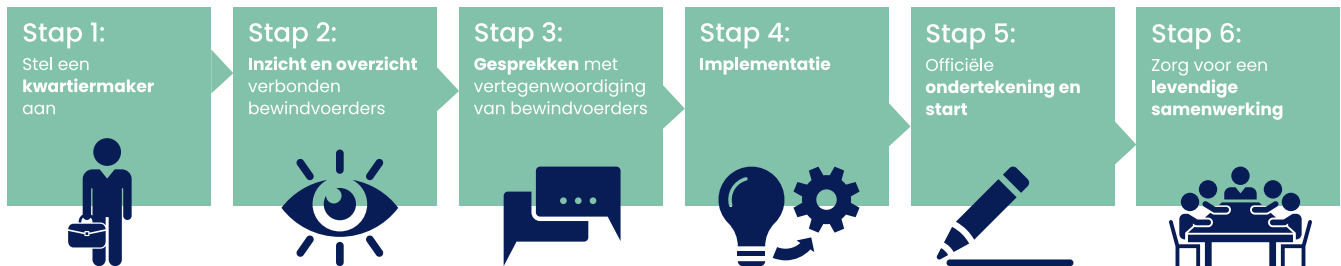 Stap 1:
Stel een
kwartiermaker
aan
Stap 2:
Inzicht en overzicht
verbonden
bewindvoerders
Stap 3:
Gesprekken met
vertegenwoordiging
van bewindvoerders
Stap 4:
Implementatie
Stap 5:
Officiële
ondertekening en
start
Stap 6:
Zorg voor een
levendige
samenwerking